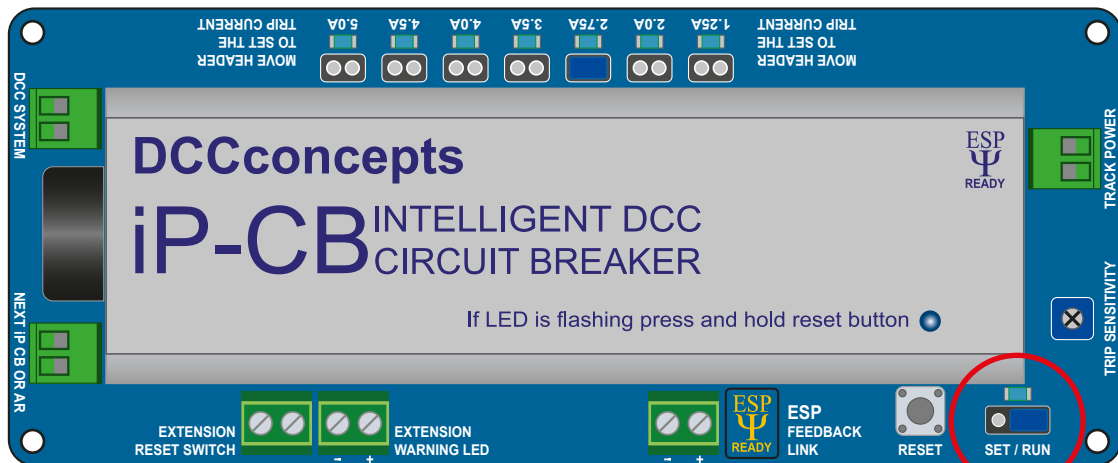 5.0A
4.5A
4.0A
3.5A
2.75A
2.0A
1.25A
MOVE HEADER
TO SET THE
TRIP CURRENT
MOVE HEADER
TO SET THE
TRIP CURRENT
DCC SYSTEM
NEXT iP CB OR AR
DCCconcepts
iP-CB
INTELLIGENT DCC
CIRCUIT BREAKER
If LED is flashing press and hold reset button
ESP
Ψ
READY
TRACK POWER
TRIP SENSITIVITY
EXTENSION
RESET SWITCH
- +
EXTENSION
WARNING LED
- +
ESP
Ψ
READY
ESP
FEEDBACK
LINK
RESET
SET / RUN